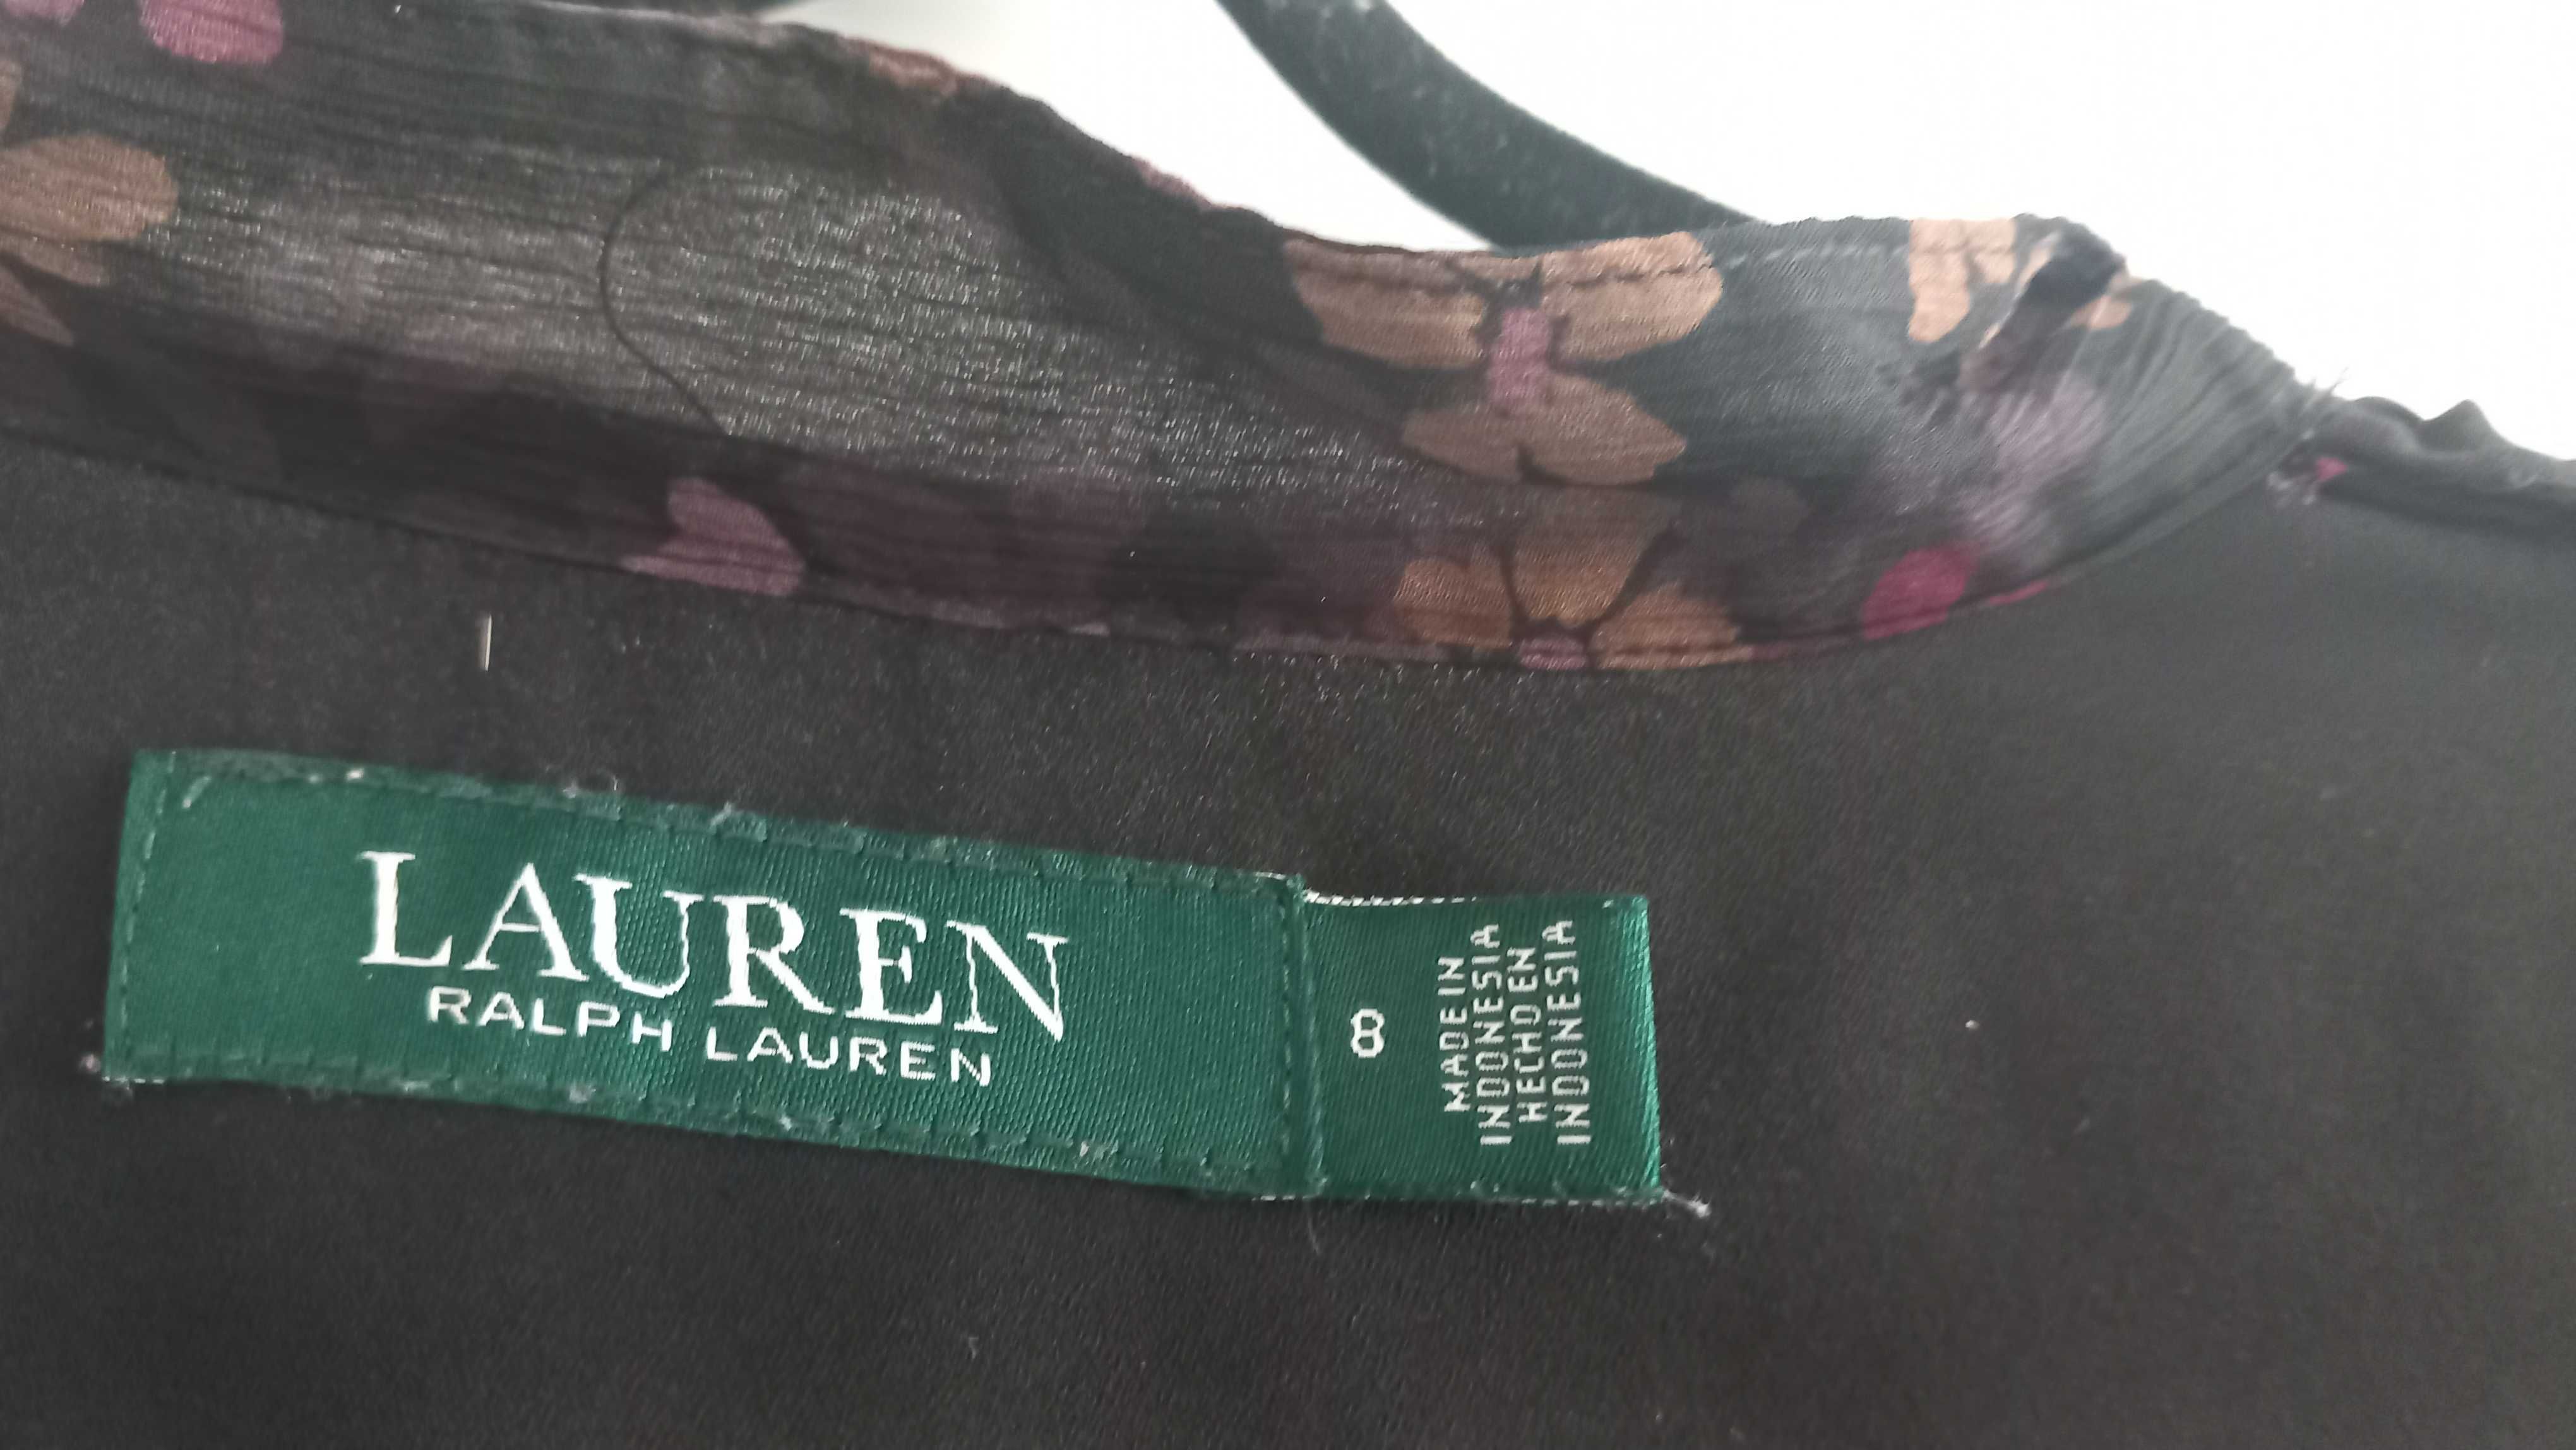 LAUREN
RALPH LAUREN
8
MADE IN
INDONESIA
HECHO EN
INDONESIA